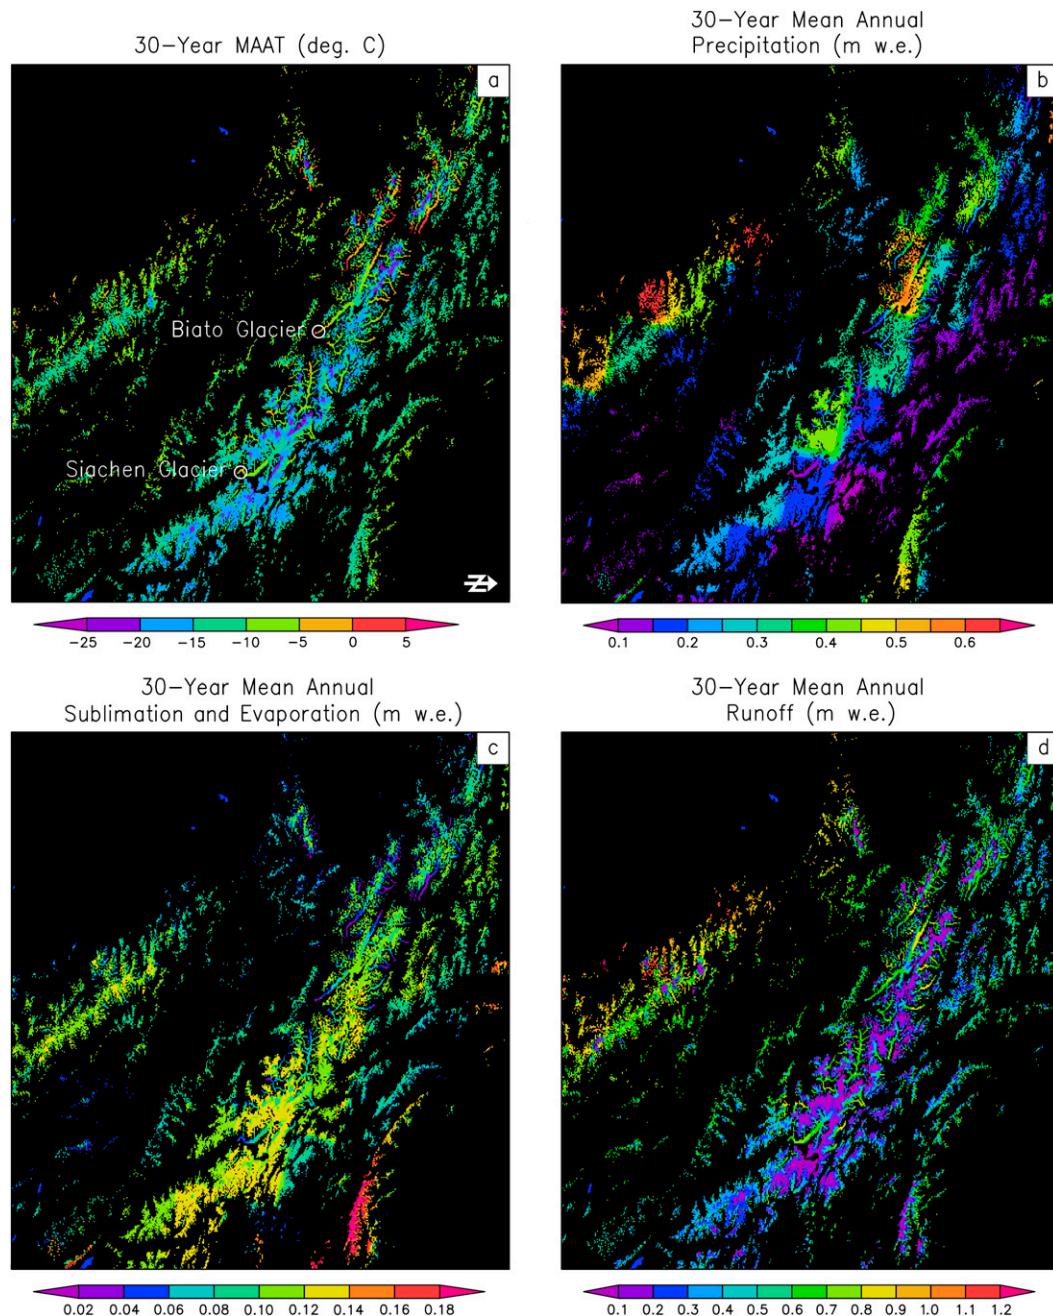 30-Year MAAT (deg. C)
30-Year Mean Annual
Precipitation (m w.e.)
a
Biato Glacier
Siachen Glacier
Z
-25 -20 -15 -10 -5 0 5
b
0.1 0.2 0.3 0.4 0.5 0.6
30-Year Mean Annual
Sublimation and Evaporation (m w.e.)
30-Year Mean Annual
Runoff (m w.e.)
c
0.02 0.04 0.06 0.08 0.10 0.12 0.14 0.16 0.18
d
0.1 0.2 0.3 0.4 0.5 0.6 0.7 0.8 0.9 1.0 1.1 1.2